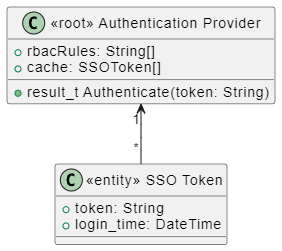 C «root» Authentication Provider
rbacRules: String[]
cache: SSOToken[]
result_t Authenticate(token: String)
1
*
C «entity» SSO Token
token: String
login_time: DateTime